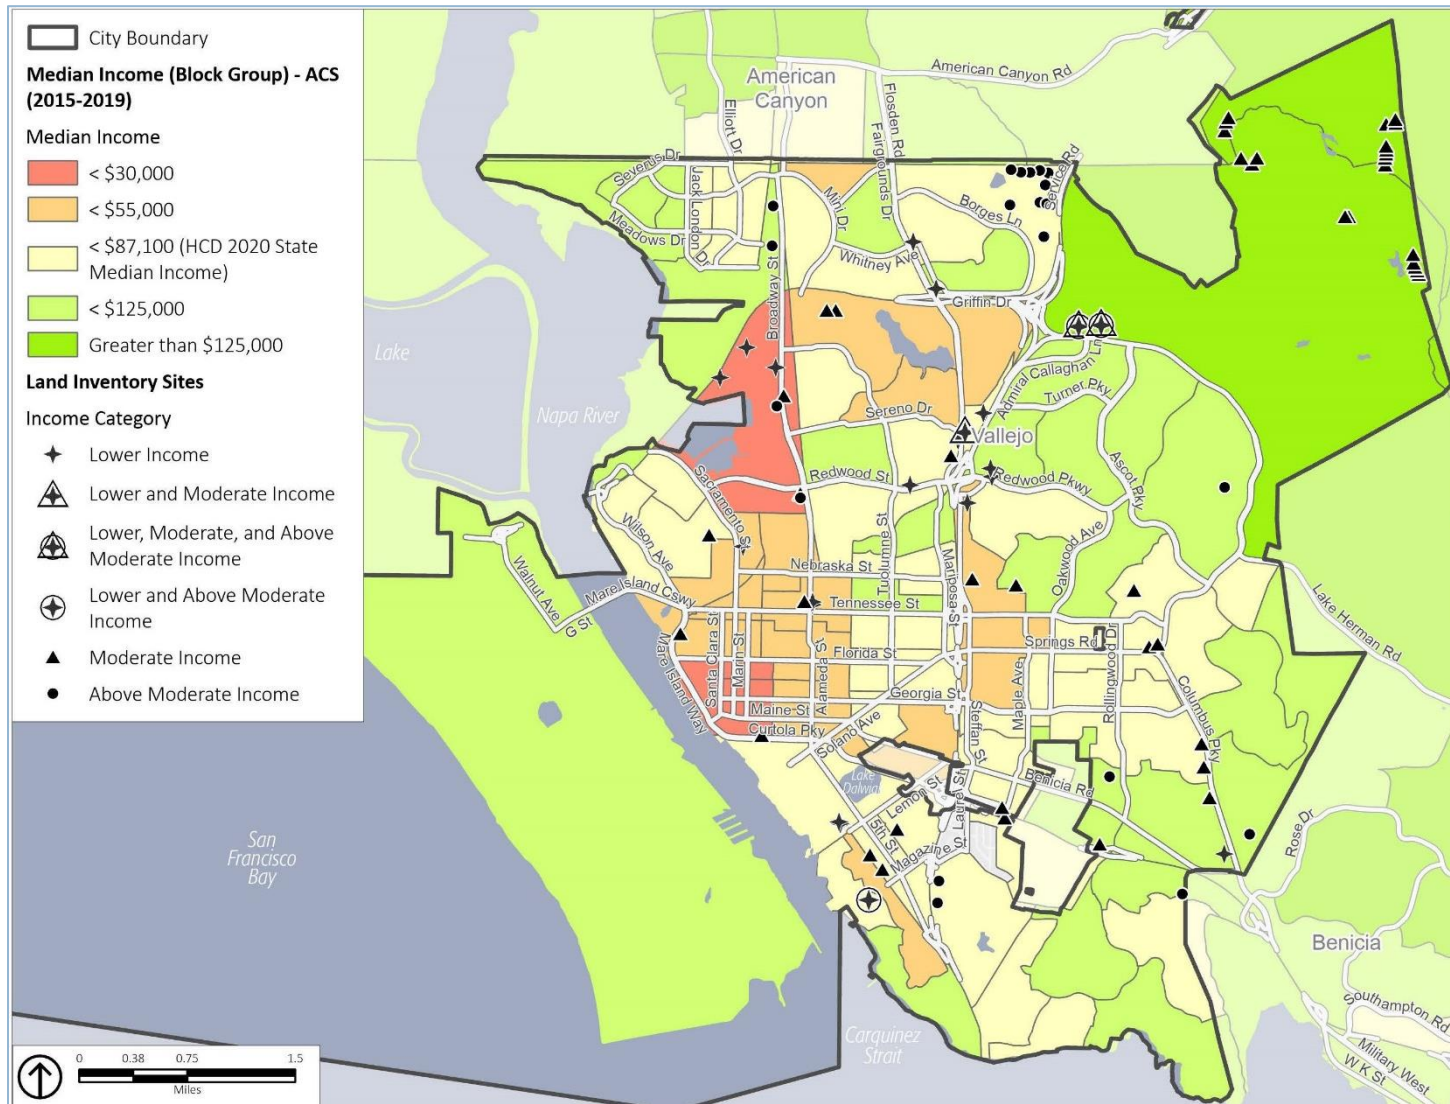 City Boundary
Median Income (Block Group) - ACS
(2015-2019)
Median Income
< $30,000
< $55,000
< $87,100 (HCD 2020 State
Median Income)
< $125,000
Greater than $125,000
Land Inventory Sites
Income Category
Lower Income
Lower and Moderate Income
Lower, Moderate, and Above
Moderate Income
Lower and Above Moderate
Income
Moderate Income
Above Moderate Income
0 0.38 0.75 1.5
Miles
American
Canyon
American Canyon Rd
Elliott Dr
Flosden Rd
Fairgrounds Dr
Service Rd
Severus Dr
Jack London Dr
Mini Dr
Borges Ln
Meadows Dr
Broadway St
Whitney Ave
Griffin Dr
Lake
Napa River
Admiral Callaghan Ln
Turner Pky
Sereno Dr
Vallejo
Ascot Pky
Redwood St
Redwood Pkwy
Sacramento S
Wilson Ave
Oakwood Ave
Tuolumne St
Mariposa St
Nebraska St
Walnut Ave
G St
Mare Island Cswy
Tennessee St
Lake Herman Rd
Springs Rd
Florida St
Mare Island Way
Santa Clara St
Marin St
Alameda St
Georgia St
Maple Ave
Rollingwood Dr
Columbus Pky
Maine St
Curtola Pky
Solano Ave
Steffan St
Benicia Rd
Lake
Dalwigk
Lemon St
Laurel St
5th St
Magazine St
Rose Dr
San
Francisco
Bay
Benicia
Carquinez
Strait
Southampton Rd
Military West
W K St